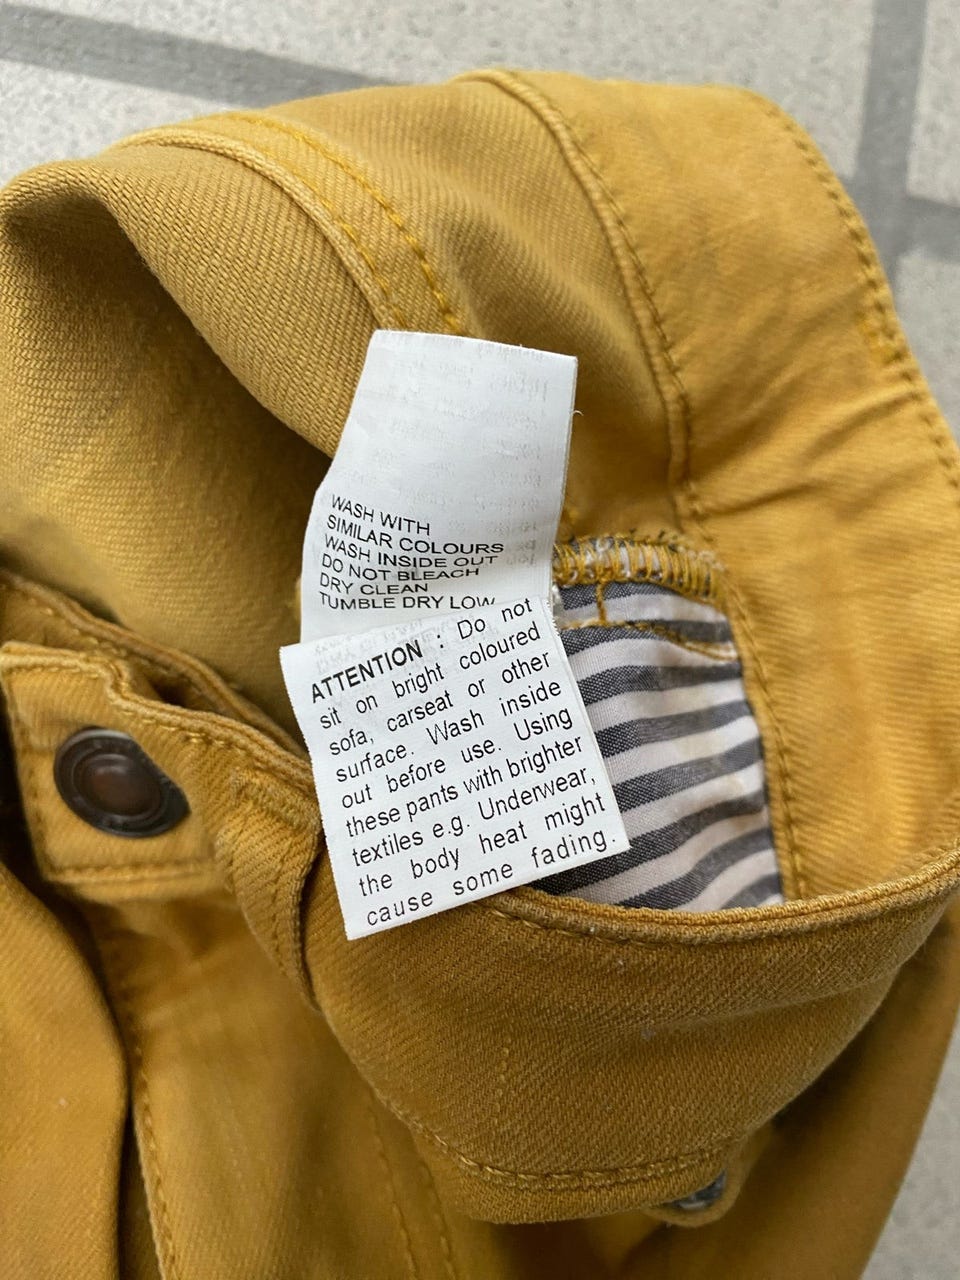 WASH WITH
SIMILAR COLOURS
WASH INSIDE OUT
DO NOT BLEACH
DRY CLEAN
TUMBLE DRY LOW
ATTENTION : Do not
sit on bright coloured
sofa, carseat or other
surface. Wash inside
out before use. Using
these pants with brighter
textiles e.g. Underwear,
the body heat might
cause some fading.